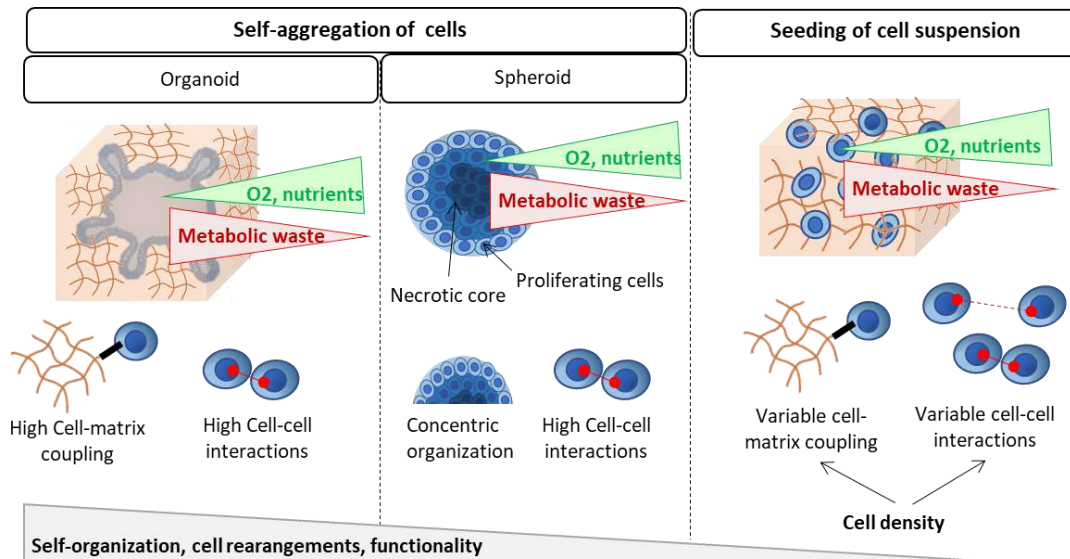 Self-aggregation of cells
Seeding of cell suspension
Organoid
Spheroid
O2, nutrients
Metabolic waste
O2, nutrients
Metabolic waste
Necrotic core
Proliferating cells
O2, nutrients
Metabolic waste
High Cell-matrix
coupling
High Cell-cell
interactions
Concentric
organization
High Cell-cell
interactions
Variable cell-
matrix coupling
Variable cell-cell
interactions
Cell density
Self-organization, cell rearangements, functionality